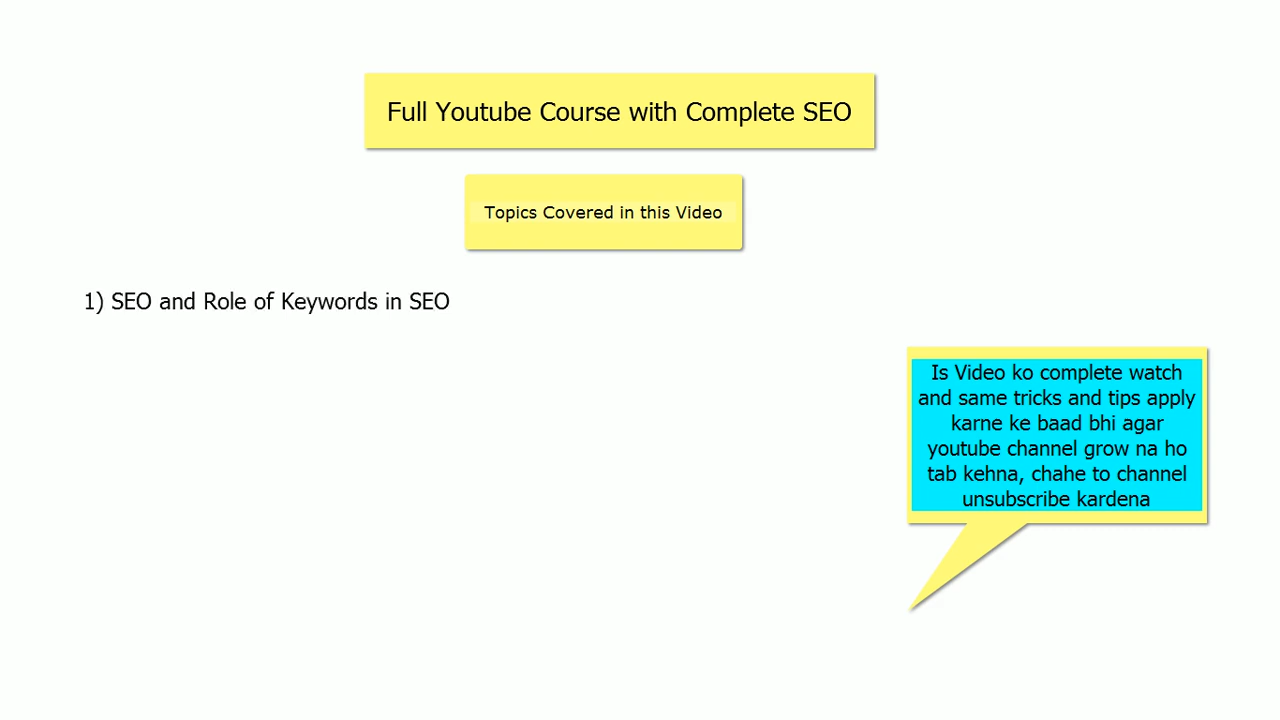 Full Youtube Course with Complete SEO
Topics Covered in this Video
1) SEO and Role of Keywords in SEO
Is Video ko complete watch
and same tricks and tips apply
karne ke baad bhi agar
youtube channel grow na ho
tab kehna, chahe to channel
unsubscribe kardena